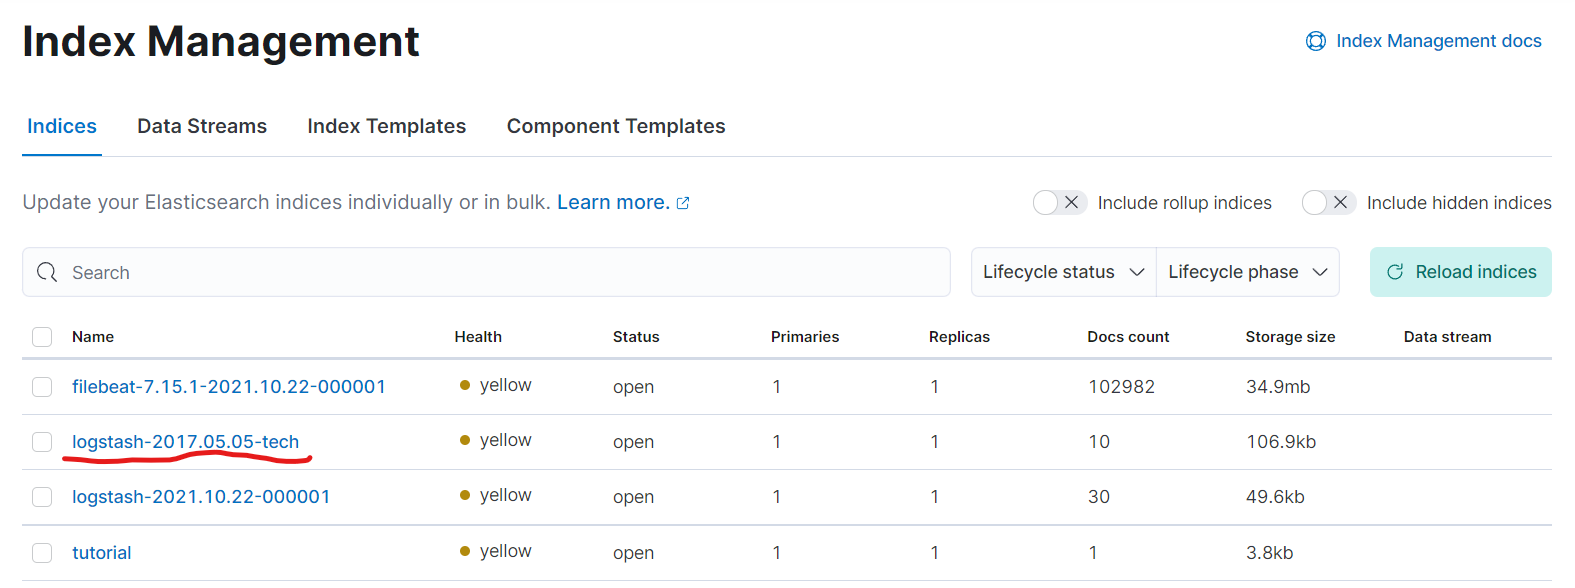 Index Management
Index Management docs
Indices Data Streams Index Templates Component Templates
Update your Elasticsearch indices individually or in bulk. Learn more.
Include rollup indices Include hidden indices
Search
Lifecycle status Lifecycle phase
Reload indices
Name Health Status Primaries Replicas Docs count Storage size Data stream
filebeat-7.15.1-2021.10.22-000001 yellow open 1 1 102982 34.9mb
logstash-2017.05.05-tech yellow open 1 1 10 106.9kb
logstash-2021.10.22-000001 yellow open 1 1 30 49.6kb
tutorial yellow open 1 1 1 3.8kb